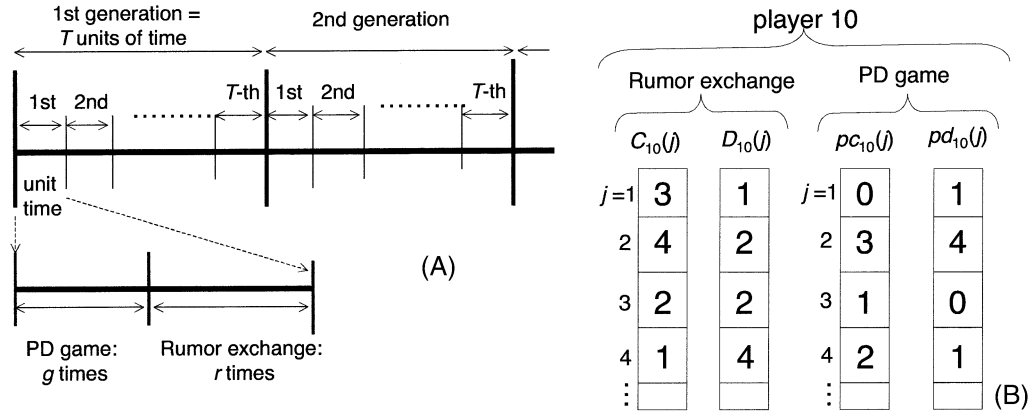 1st generation =
T units of time
2nd generation
1st 2nd T-th 1st 2nd T-th
unit
time
(A)
PD game:
g times
Rumor exchange:
r times
player 10
Rumor exchange PD game
C10(j) D10(j) pc10(j) pd10(j)
j=1 3 1 j=1 0 1
2 4 2 2 3 4
3 2 2 3 1 0
4 1 4 4 2 1
(B)